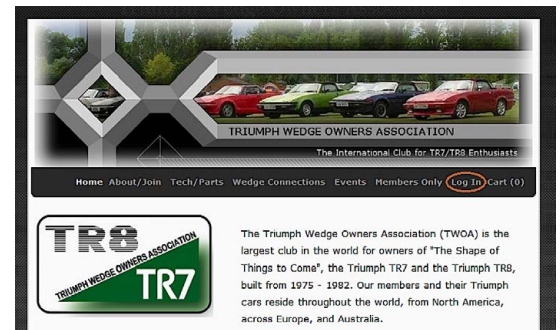 TRIUMPH WEDGE OWNERS ASSOCIATION
The International Club for TR7/TR8 Enthusiasts
Home About/Join Tech/Parts Wedge Connections Events Members Only Log In Cart (0)
TR8
TRIUMPH WEDGE OWNERS ASSOCIATION
TR7
The Triumph Wedge Owners Association (TWOA) is the
largest club in the world for owners of "The Shape of
Things to Come", the Triumph TR7 and the Triumph TR8,
built from 1975 - 1982. Our members and their Triumph
cars reside throughout the world, from North America,
across Europe, and Australia.